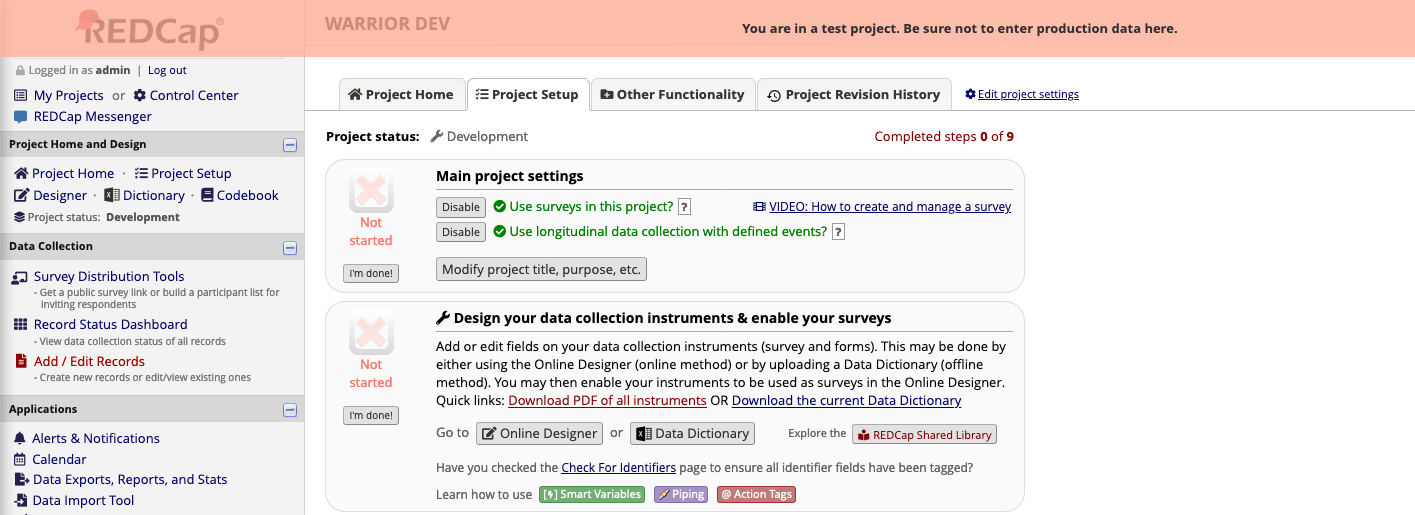 REDCap®
WARRIOR DEV
You are in a test project. Be sure not to enter production data here.
Logged in as admin | Log out
My Projects or Control Center
REDCap Messenger
Project Home and Design
Project Home · Project Setup
Designer · Dictionary · Codebook
Project status: Development
Data Collection
Survey Distribution Tools
- Get a public survey link or build a participant list for
inviting respondents
Record Status Dashboard
- View data collection status of all records
Add / Edit Records
- Create new records or edit/view existing ones
Applications
Alerts & Notifications
Calendar
Data Exports, Reports, and Stats
Data Import Tool
Project Home
Project Setup
Other Functionality
Project Revision History
Edit project settings
Project status: Development
Completed steps 0 of 9
Not
started
I'm done!
Main project settings
Disable Use surveys in this project? ?
VIDEO: How to create and manage a survey
Disable Use longitudinal data collection with defined events? ?
Modify project title, purpose, etc.
Not
started
I'm done!
Design your data collection instruments & enable your surveys
Add or edit fields on your data collection instruments (survey and forms). This may be done by
either using the Online Designer (online method) or by uploading a Data Dictionary (offline
method). You may then enable your instruments to be used as surveys in the Online Designer.
Quick links: Download PDF of all instruments OR Download the current Data Dictionary
Go to Online Designer or Data Dictionary Explore the REDCap Shared Library
Have you checked the Check For Identifiers page to ensure all identifier fields have been tagged?
Learn how to use Smart Variables Piping @ Action Tags